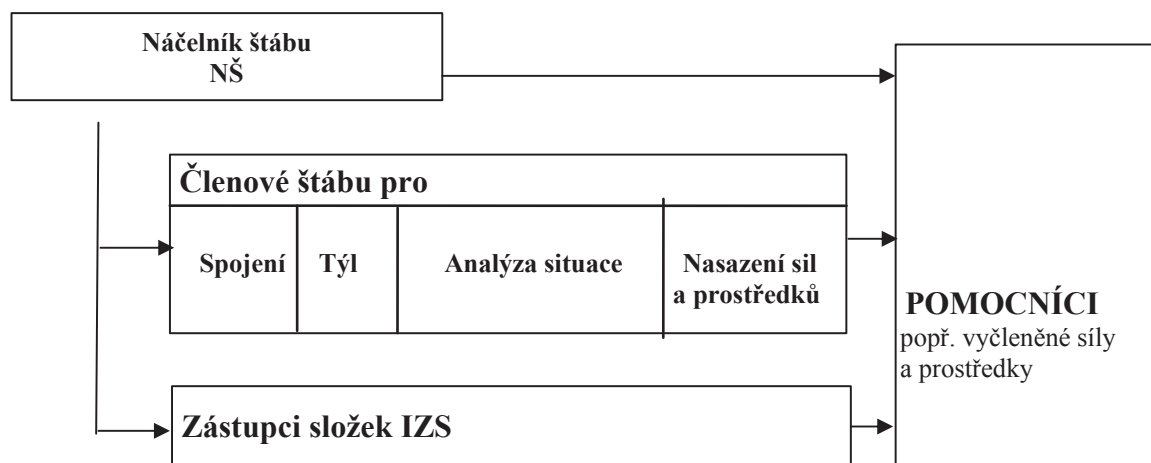 Náčelník štábu
NŠ
Členové štábu pro
Spojení
Týl
Analýza situace
Nasazení sil
a prostředků
POMOCNÍCI
popř. vyčleněné síly
a prostředky
Zástupci složek IZS